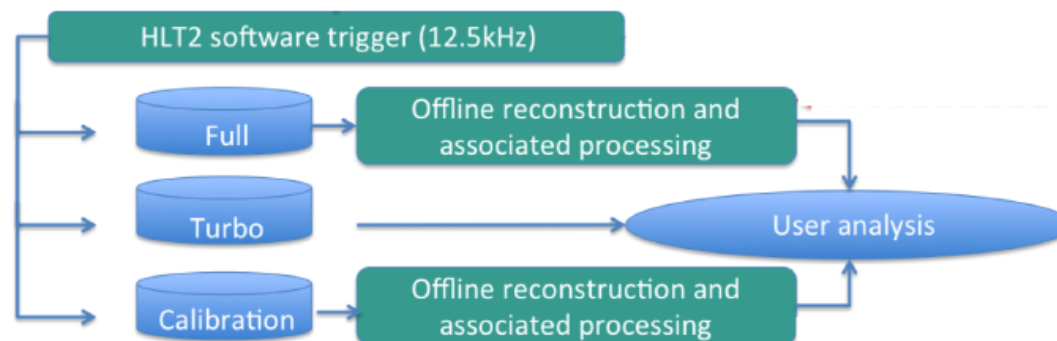 HLT2 software trigger (12.5kHz)
Full
Offline reconstruction and
associated processing
Turbo
User analysis
Calibration
Offline reconstruction and
associated processing